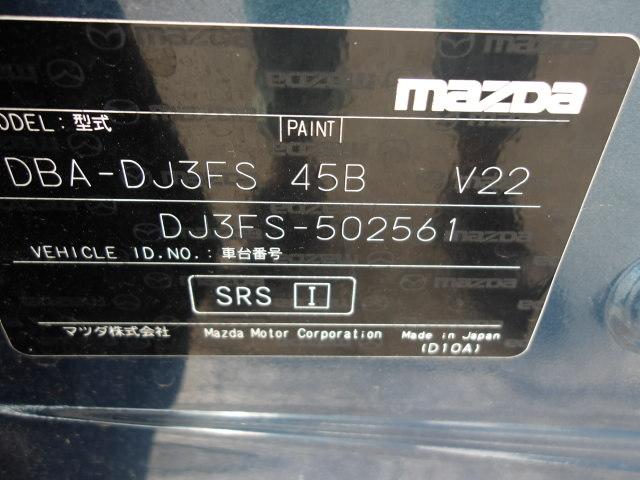 mazda
ODEL: 型式 PAINT
DBA-DJ3FS 45B V22
DJ3FS-502561
VEHICLE ID.NO.: 車台番号
SRS I
マツダ株式会社 Mazda Motor Corporation Made in Japan
(D10A)